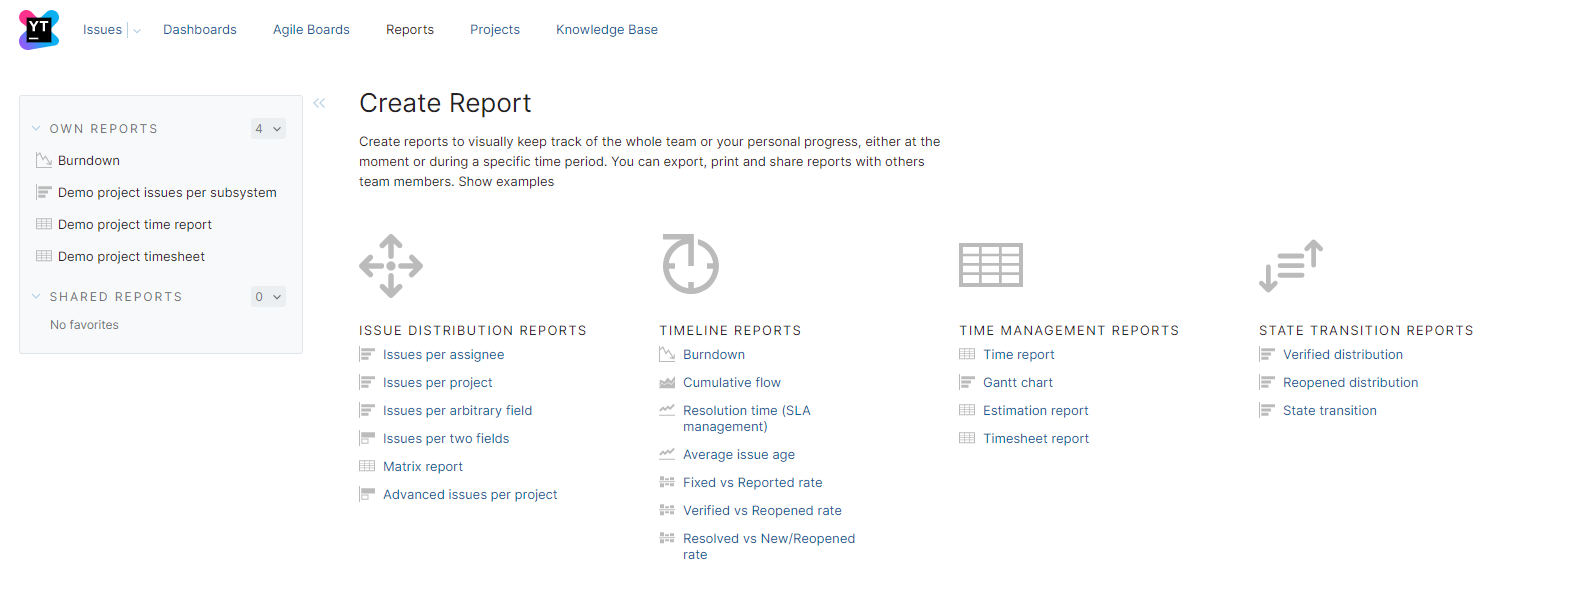 YT
Issues
Dashboards
Agile Boards
Reports
Projects
Knowledge Base
OWN REPORTS
4
Burndown
Demo project issues per subsystem
Demo project time report
Demo project timesheet
SHARED REPORTS
0
No favorites
Create Report
Create reports to visually keep track of the whole team or your personal progress, either at the
moment or during a specific time period. You can export, print and share reports with others
team members. Show examples
ISSUE DISTRIBUTION REPORTS
Issues per assignee
Issues per project
Issues per arbitrary field
Issues per two fields
Matrix report
Advanced issues per project
TIMELINE REPORTS
Burndown
Cumulative flow
Resolution time (SLA
management)
Average issue age
Fixed vs Reported rate
Verified vs Reopened rate
Resolved vs New/Reopened
rate
TIME MANAGEMENT REPORTS
Time report
Gantt chart
Estimation report
Timesheet report
STATE TRANSITION REPORTS
Verified distribution
Reopened distribution
State transition